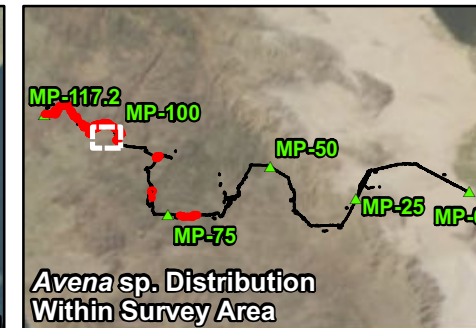 MP-117.2
MP-100
MP-50
MP-25
MP-75
Avena sp. Distribution
Within Survey Area